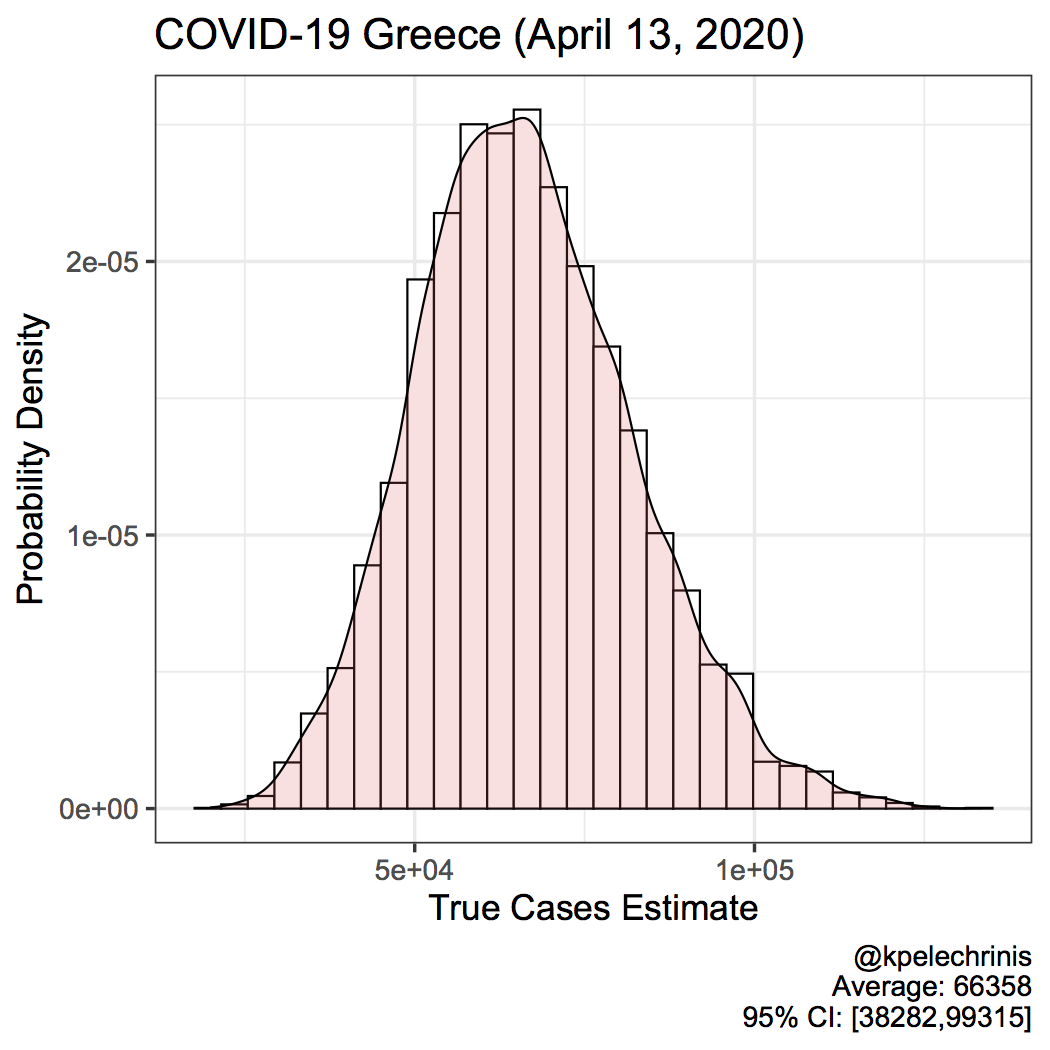 COVID-19 Greece (April 13, 2020)
Probability Density
2e-05
1e-05
0e+00
5e+04
1e+05
True Cases Estimate
@kpelechrinis
Average: 66358
95% CI: [38282,99315]